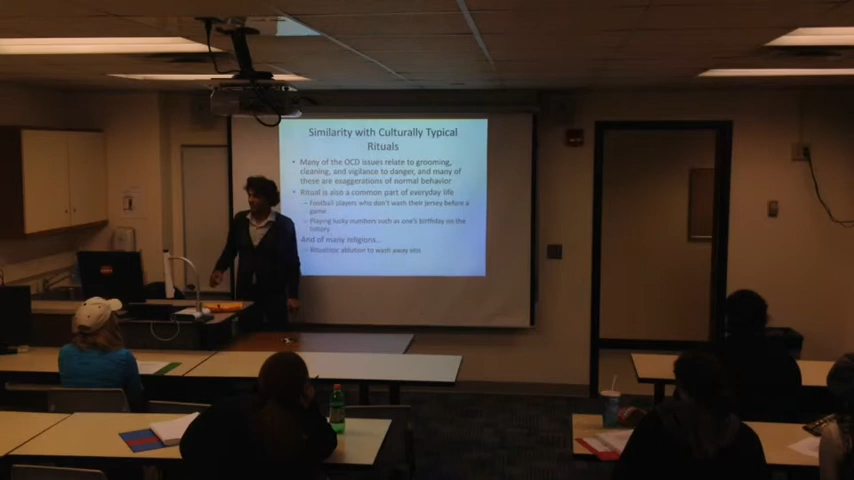 Similarity with Culturally Typical
Rituals
• Many of the OCD issues relate to grooming,
cleaning, and vigilance to danger, and many of
these are exaggerations of normal behavior
• Ritual is also a common part of everyday life
– Football players who don't wash their jersey before a
game
– Playing lucky numbers such as one's birthday on the
lottery
And of many religions...
– Ritualistic ablution to wash away sins